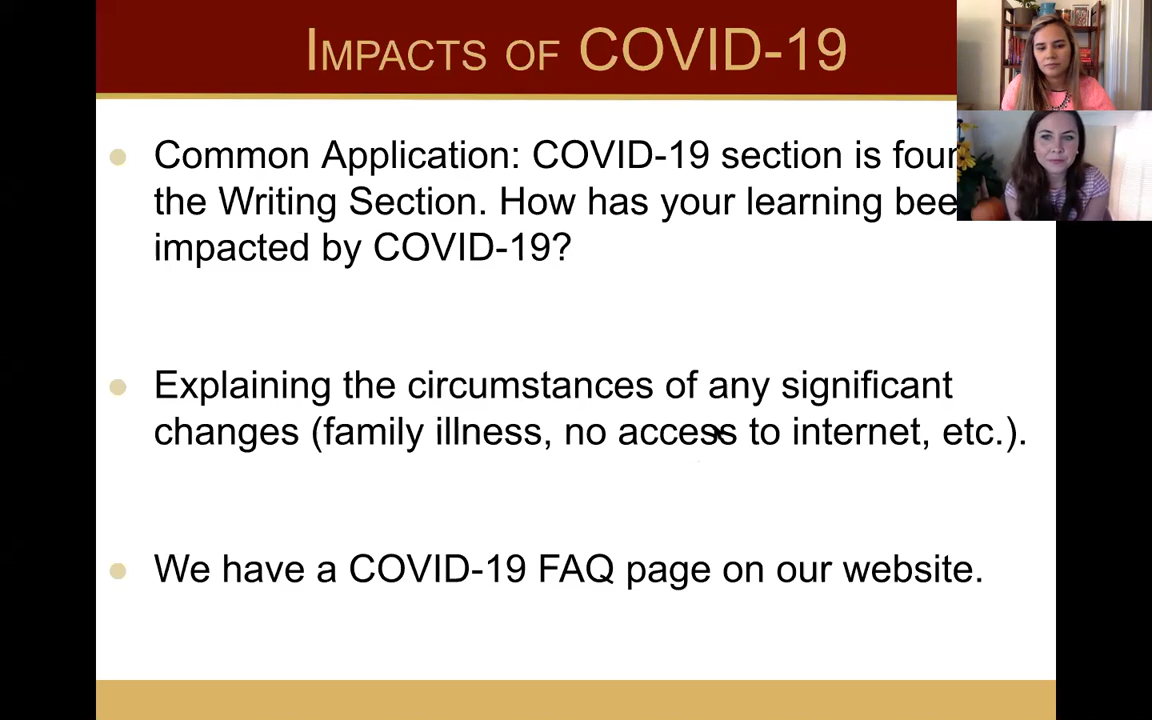 IMPACTS OF COVID-19
Common Application: COVID-19 section is
the Writing Section. How has your learning
impacted by COVID-19?
Explaining the circumstances of any significant
changes (family illness, no access to internet, etc.).
We have a COVID-19 FAQ page on our website.